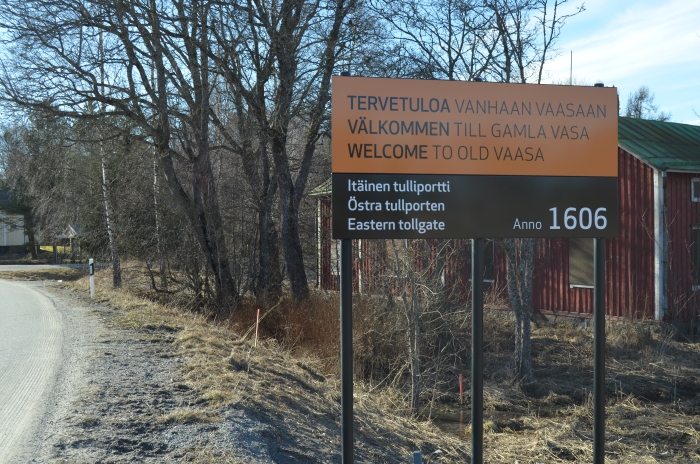 TERVETULOA VANHAAN VAASAAN
VÄLKOMMEN TILL GAMLA VASA
WELCOME TO OLD VAASA
Itäinen tulliportti
Östra tullporten
Eastern tollgate
Anno 1606